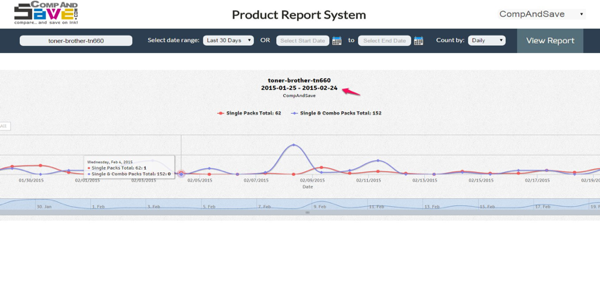 COMPAND
SAVE.COM
compare.. and save on ink!
Product Report System
CompAndSave
toner-brother-tn660
Select date range:
Last 30 Days
OR
Select Start Date
to
Select End Date
Count by:
Daily
View Report
toner-brother-tn660
2015-01-25 - 2015-02-24
CompAndSave
Single Packs Total: 62
Single & Combo Packs Total: 152
Wednesday, Feb 4, 2015
Single Packs Total: 62: 1
Single & Combo Packs Total: 152: 0
01/30/2015
02/01/2015
02/03/2015
02/05/2015
02/07/2015
02/09/2015
02/11/2015
02/13/2015
02/15/2015
02/17/2015
02/19/2015
Date
30. Jan
1. Feb
3. Feb
5. Feb
7. Feb
9. Feb
11. Feb
13. Feb
15. Feb
17. Feb